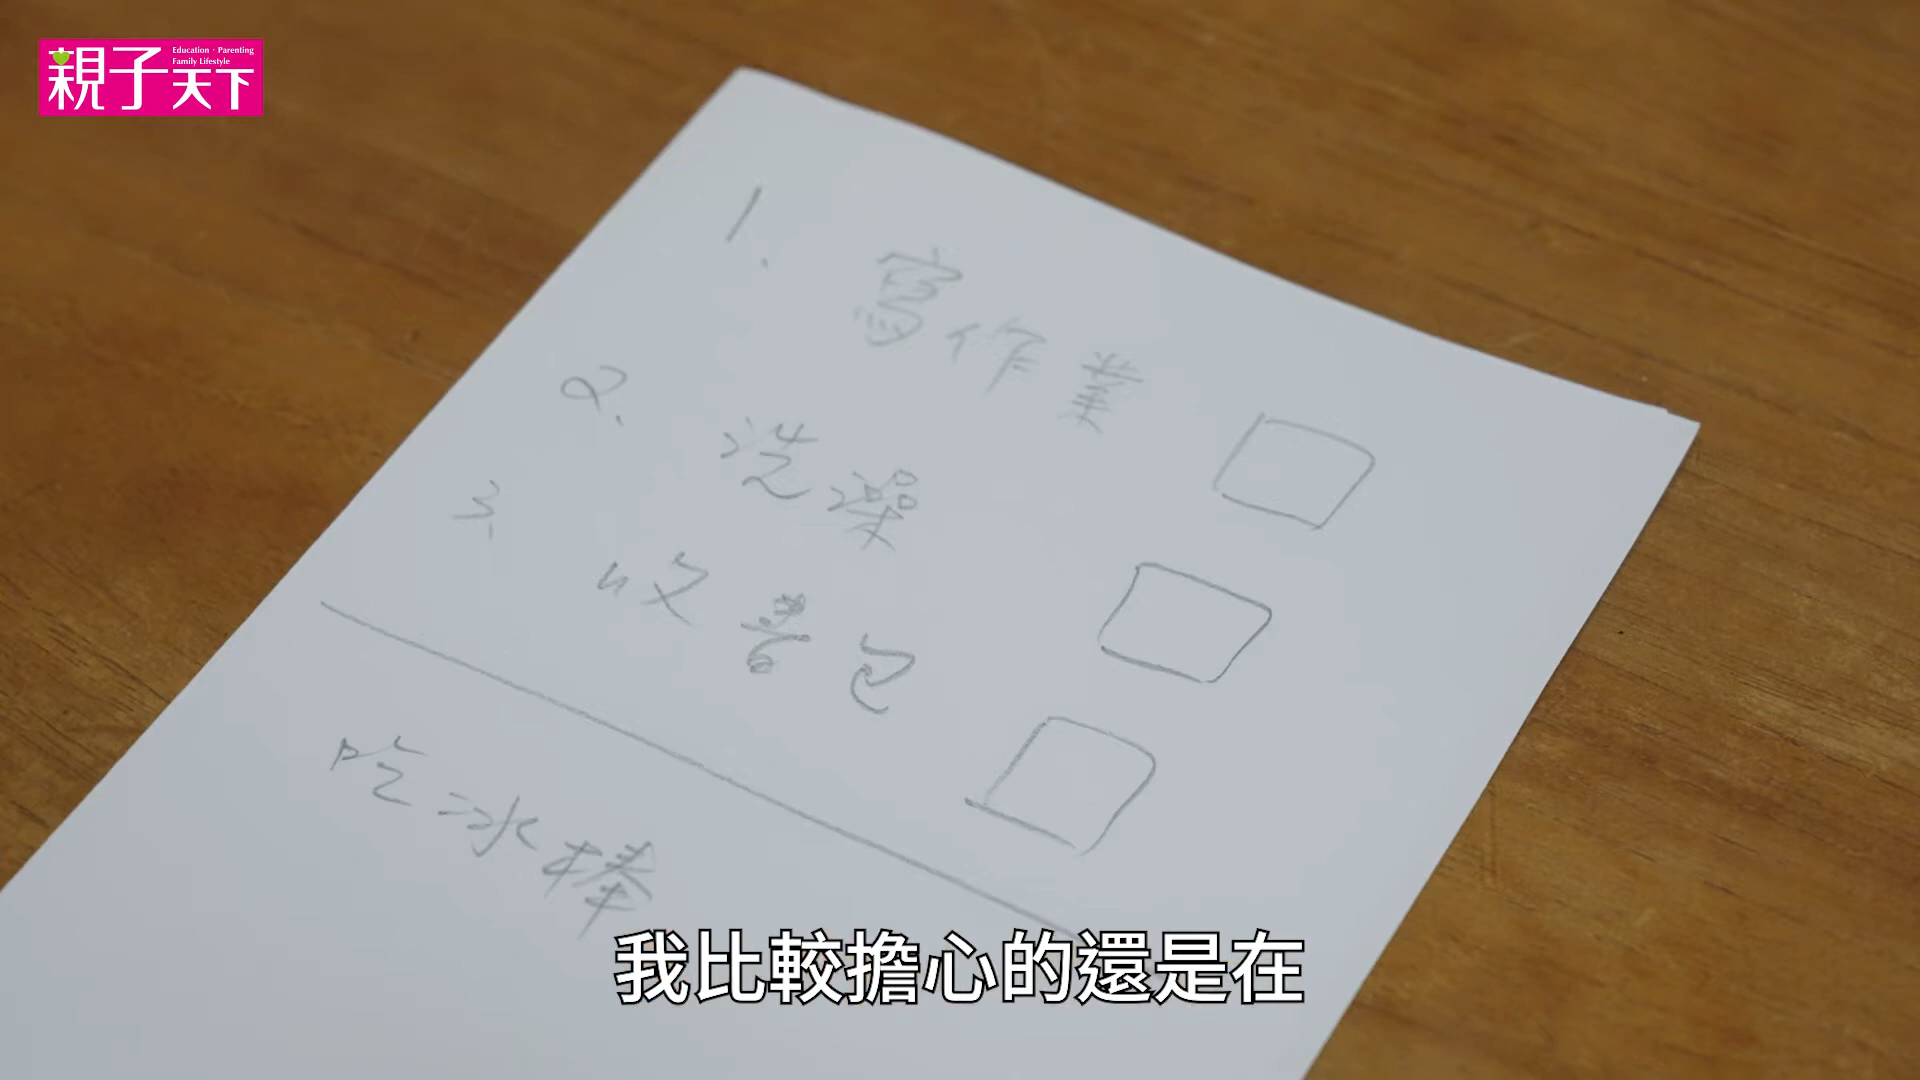 親子天下
Education · Parenting
Family Lifestyle
1、寫作業
2、洗澡
3、收書包
吃冰棒
我比較擔心的還是在